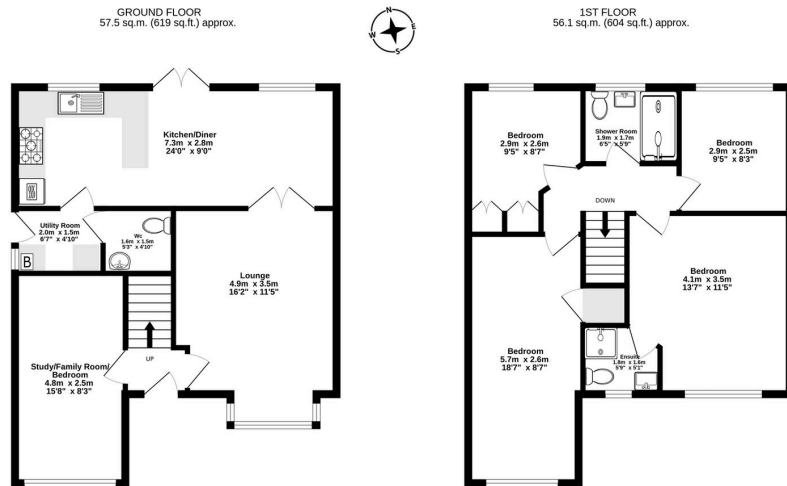 GROUND FLOOR
57.5 sq.m. (619 sq.ft.) approx.
N
E
S
W
Kitchen/Diner
7.3m x 2.8m
24'0" x 9'0"
Utility Room
2.0m x 1.5m
6'7" x 4'10"
B
Wc
1.6m x 1.5m
5'3" x 4'10"
Lounge
4.9m x 3.5m
16'2" x 11'5"
UP
Study/Family Room/
Bedroom
4.8m x 2.5m
15'8" x 8'3"
1ST FLOOR
56.1 sq.m. (604 sq.ft.) approx.
Bedroom
2.9m x 2.6m
9'5" x 8'7"
Shower Room
1.9m x 1.7m
6'5" x 5'9"
Bedroom
2.9m x 2.5m
9'5" x 8'3"
DOWN
Bedroom
4.1m x 3.5m
13'7" x 11'5"
Bedroom
5.7m x 2.6m
18'7" x 8'7"
Ensuite
1.8m x 1.6m
5'9" x 5'1"